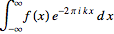 ∫_{-∞}^{∞} f(x) e^{-2πikx} dx